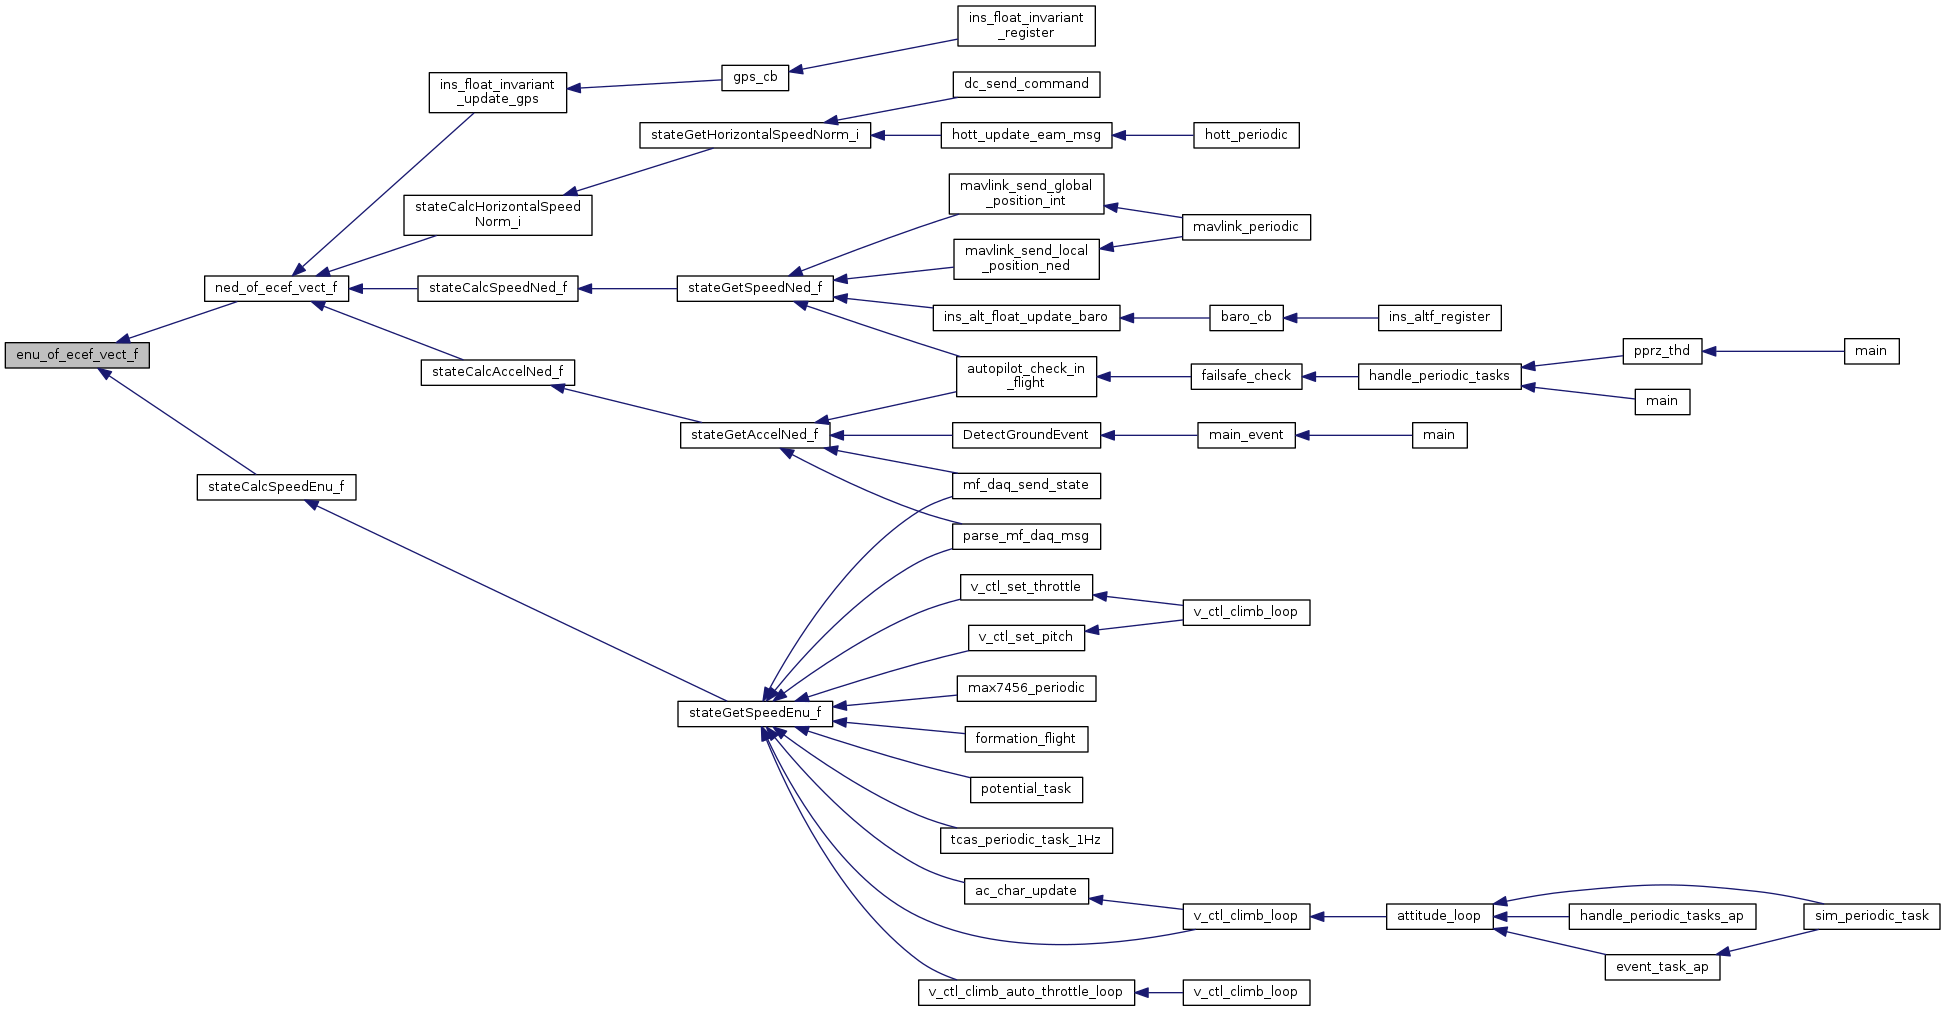 ins_float_invariant
_register
ins_float_invariant
_update_gps
gps_cb
dc_send_command
stateGetHorizontalSpeedNorm_i
hott_update_eam_msg
hott_periodic
mavlink_send_global
_position_int
stateCalcHorizontalSpeed
Norm_i
mavlink_periodic
mavlink_send_local
_position_ned
ned_of_ecef_vect_f
stateCalcSpeedNed_f
stateGetSpeedNed_f
ins_alt_float_update_baro
baro_cb
ins_altf_register
enu_of_ecef_vect_f
pprz_thd
main
stateCalcAccelNed_f
autopilot_check_in
_flight
failsafe_check
handle_periodic_tasks
main
stateGetAccelNed_f
DetectGroundEvent
main_event
main
stateCalcSpeedEnu_f
mf_daq_send_state
parse_mf_daq_msg
v_ctl_set_throttle
v_ctl_climb_loop
v_ctl_set_pitch
max7456_periodic
stateGetSpeedEnu_f
formation_flight
potential_task
tcas_periodic_task_1Hz
ac_char_update
v_ctl_climb_loop
attitude_loop
handle_periodic_tasks_ap
sim_periodic_task
event_task_ap
v_ctl_climb_auto_throttle_loop
v_ctl_climb_loop